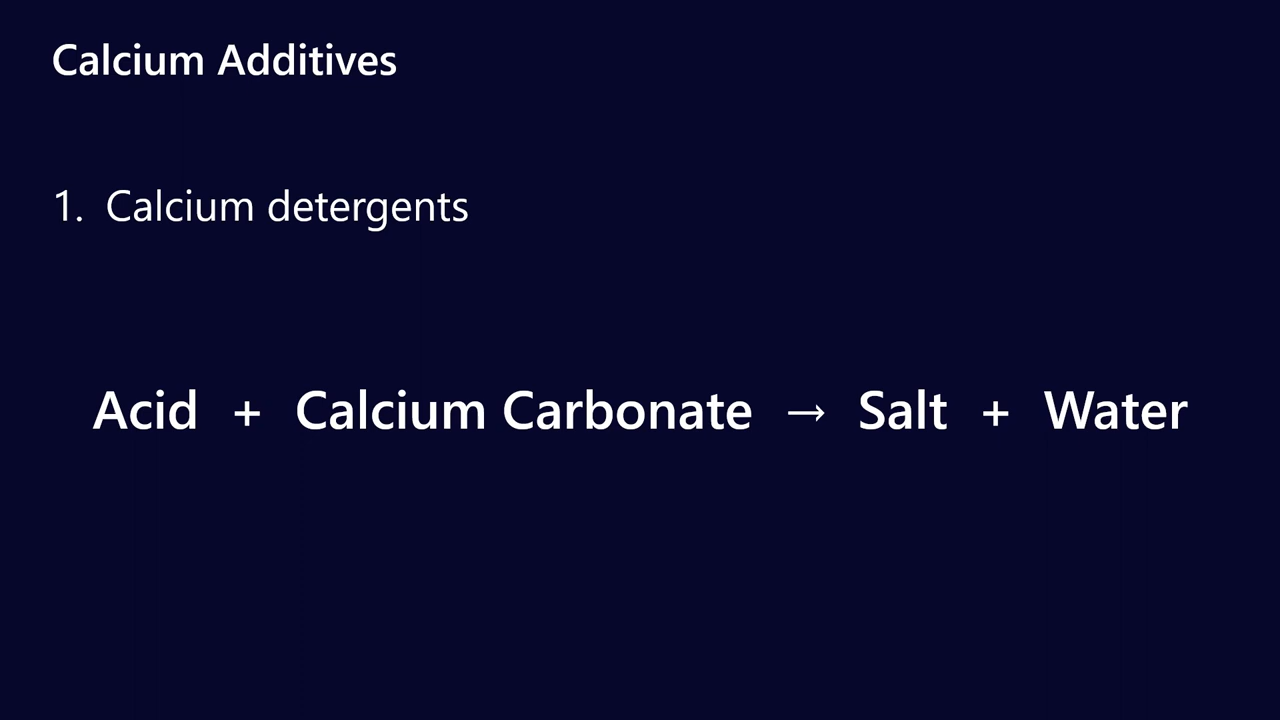 Calcium Additives
1. Calcium detergents
Acid + Calcium Carbonate → Salt + Water